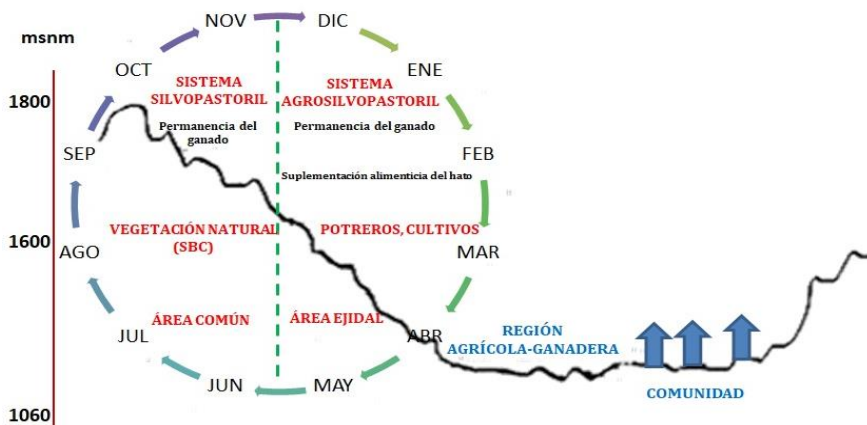 msnm
1800
1600
1060
NOV
DIC
ENE
FEB
MAR
ABR
MAY
JUN
JUL
AGO
SEP
OCT
SISTEMA
SILVOPASTORIL
Permanencia del
ganado
SISTEMA
AGROSILVOPASTORIL
Permanencia del ganado
Suplementación alimenticia del hato
VEGETACIÓN NATURAL
(SBC)
POTREROS, CULTIVOS
ÁREA COMÚN
ÁREA EJIDAL
REGIÓN
AGRÍCOLA-GANADERA
COMUNIDAD